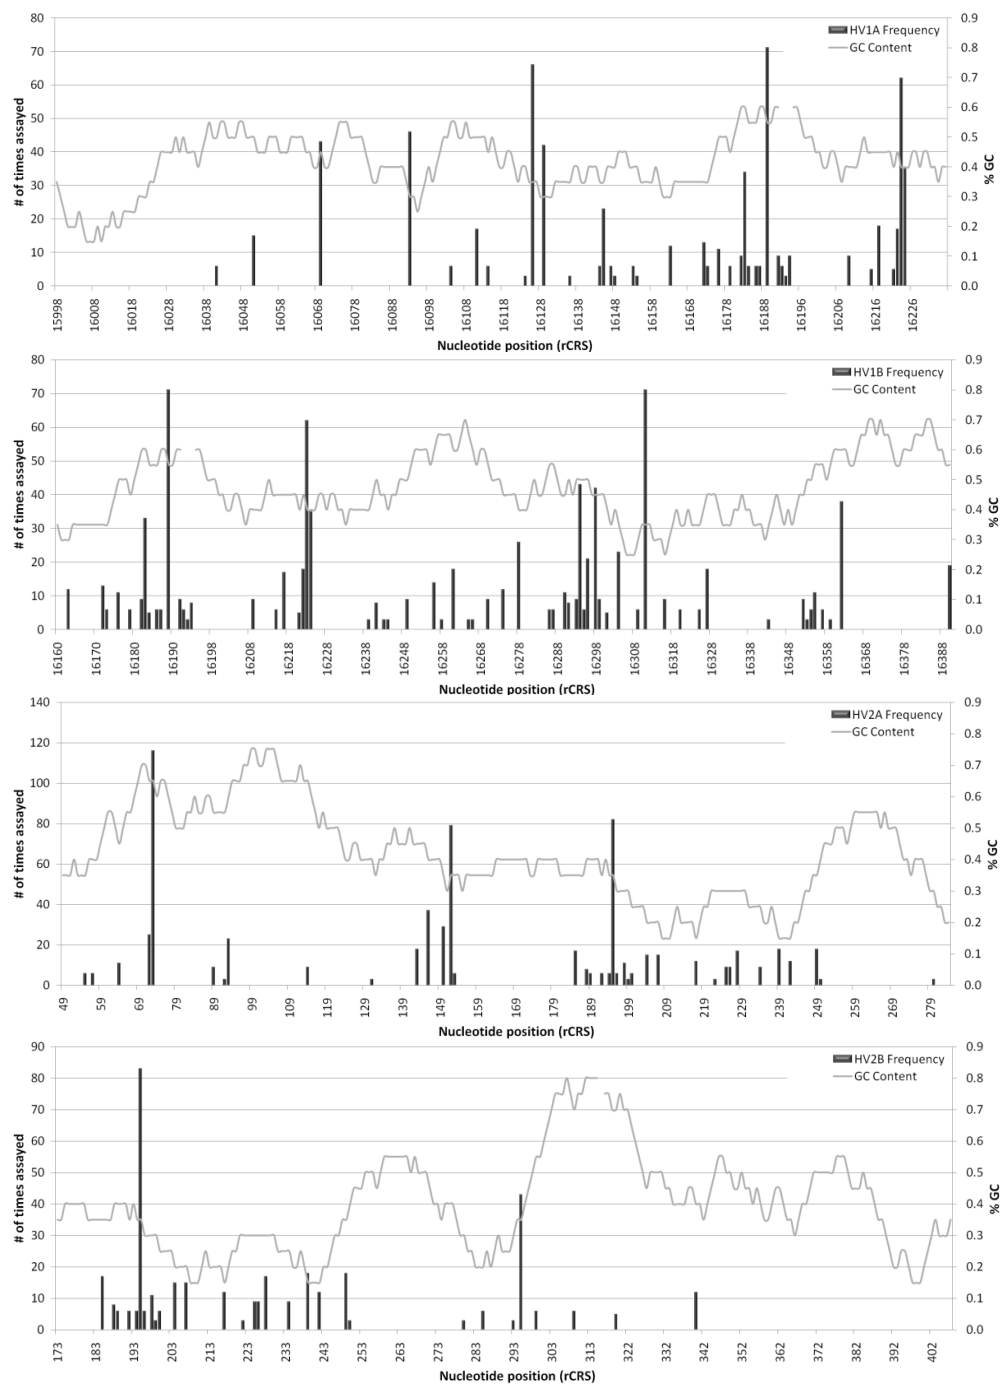 80 0.9
HV1A Frequency
70 0.8
GC Content
60 0.7
50 0.6
40 0.5
30 0.4
20 0.3
10 0.2
0 0.1
0.0
# of times assayed
% GC
15998 16008 16018 16028 16038 16048 16058 16068 16078 16088 16098 16108 16118 16128 16138 16148 16158 16168 16178 16186 16196 16206 16216 16226
Nucleotide position (rCRS)
80 0.9
HV1B Frequency
70 0.8
GC Content
60 0.7
50 0.6
40 0.5
30 0.4
20 0.3
10 0.2
0 0.1
0.0
# of times assayed
% GC
16160 16170 16180 16190 16198 16208 16218 16228 16238 16248 16258 16268 16278 16288 16298 16308 16318 16328 16338 16348 16358 16368 16378 16388
Nucleotide position (rCRS)
140 0.9
HV2A Frequency
120 0.8
GC Content
100 0.7
80 0.6
60 0.5
40 0.4
20 0.3
0 0.2
0.1
0.0
# of times assayed
% GC
49 59 69 79 89 99 109 119 129 139 149 159 169 179 189 199 209 219 229 239 249 259 269 279
Nucleotide position (rCRS)
90 0.9
HV2B Frequency
80 0.8
GC Content
70 0.7
60 0.6
50 0.5
40 0.4
30 0.3
20 0.2
10 0.1
0 0.0
# of times assayed
% GC
173 183 193 203 213 223 233 243 253 263 273 283 293 303 313 322 332 342 352 362 372 382 392 402
Nucleotide position (rCRS)